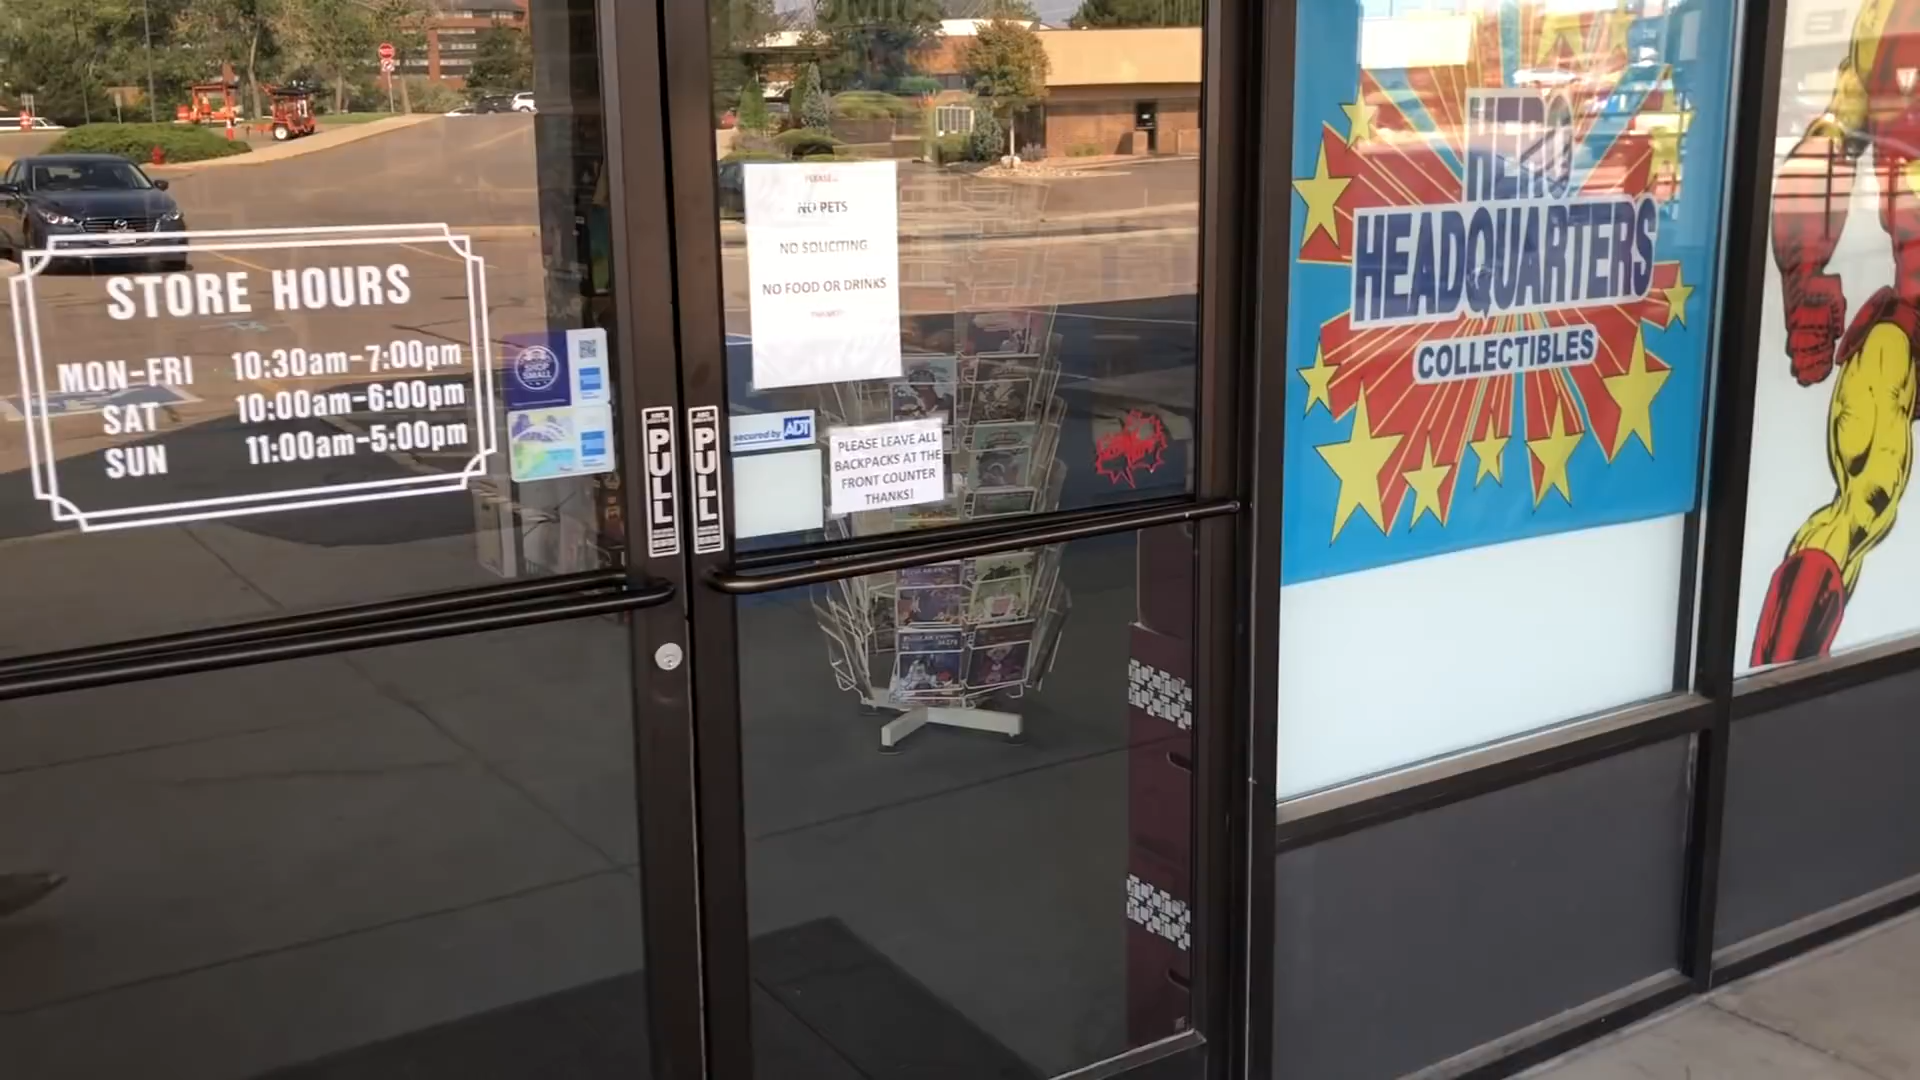 STORE HOURS
MON-FRI 10:30am-7:00pm
SAT 10:00am-6:00pm
SUN 11:00am-5:00pm
SHOP
SMALL
PULL
PULL
PLEASE...
NO PETS
NO SOLICITING
NO FOOD OR DRINKS
secured by ADT
PLEASE LEAVE ALL
BACKPACKS AT THE
FRONT COUNTER
THANKS!
HERO
HEADQUARTERS
COLLECTIBLES